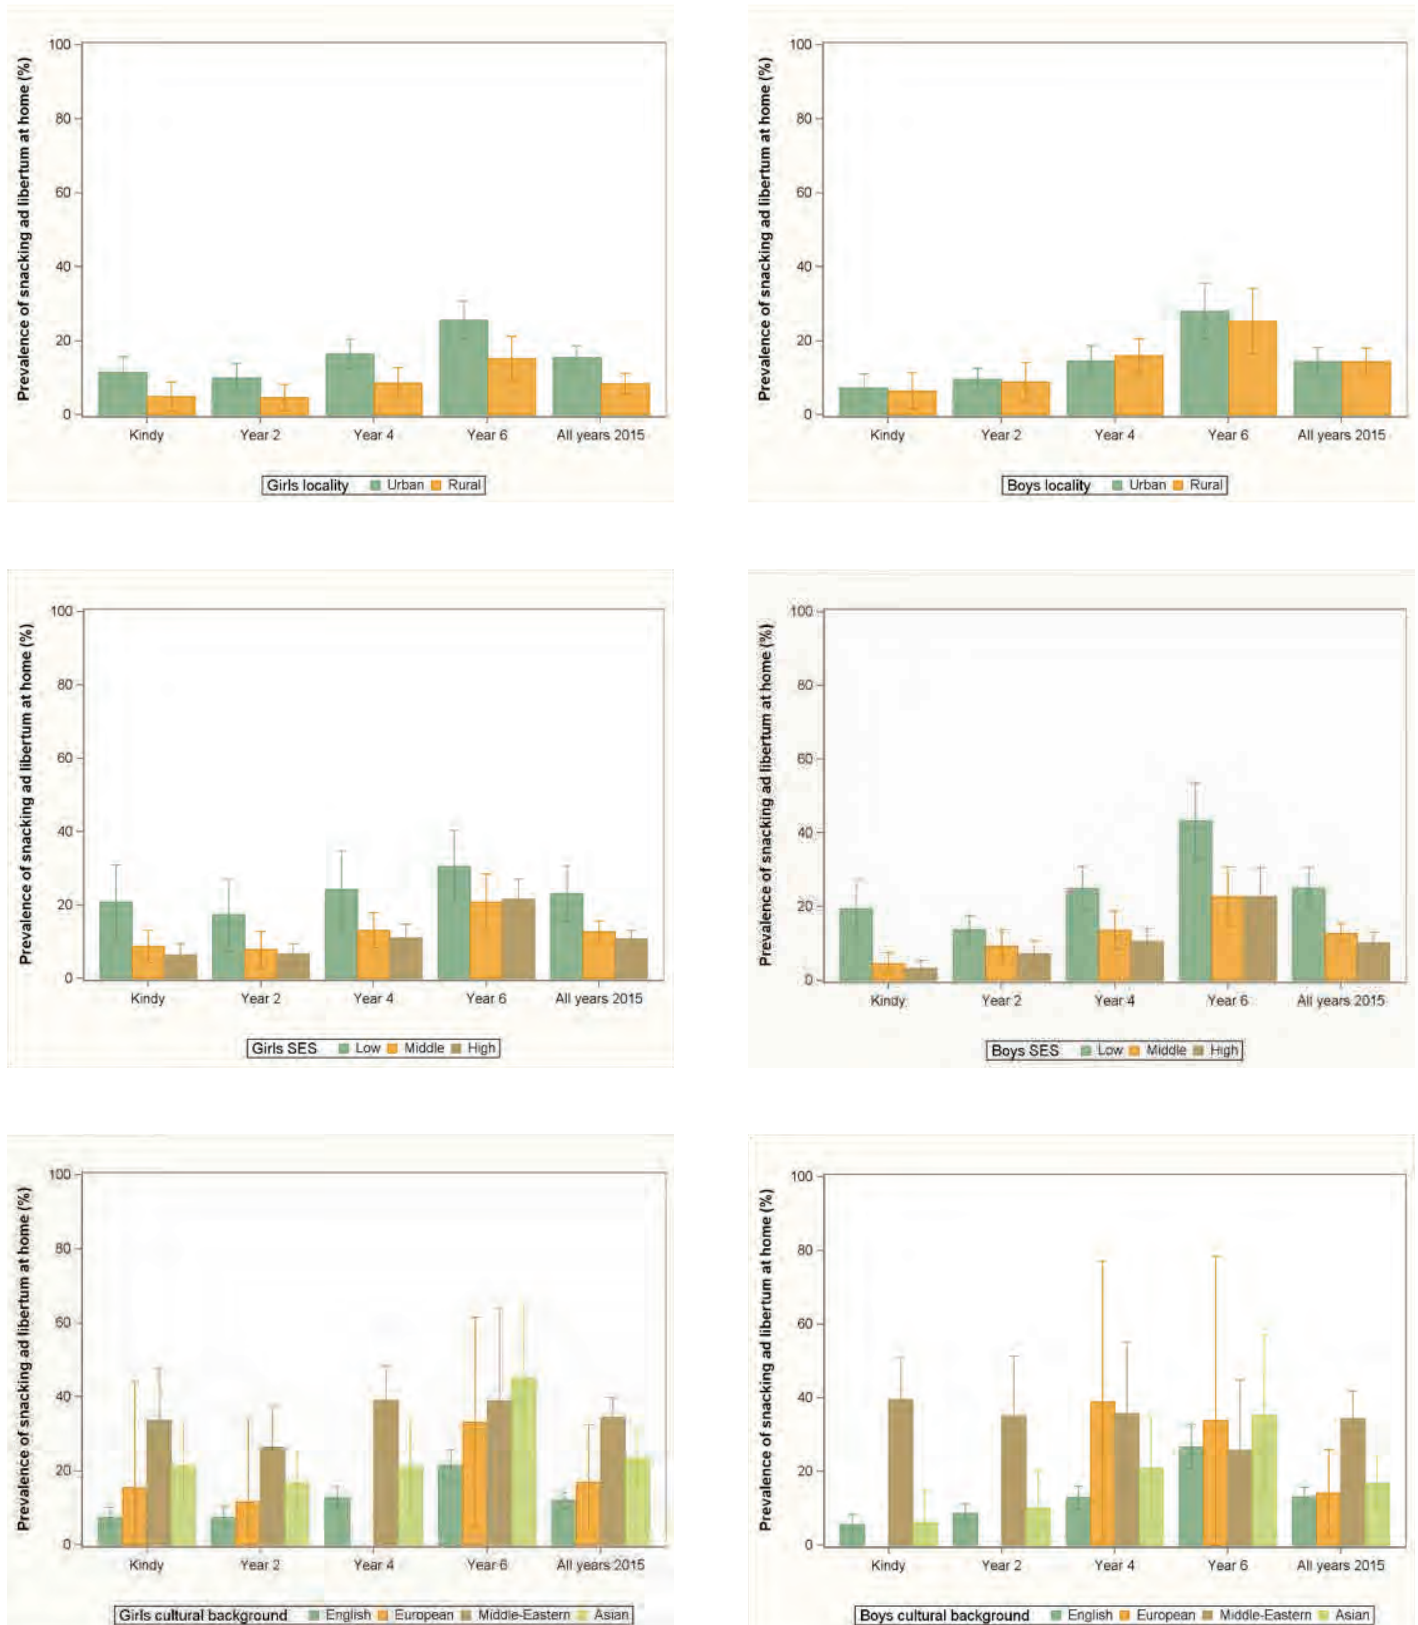 Prevalence of snacking ad libertum at home (%)
100
80
60
40
20
0
Kindy Year 2 Year 4 Year 6 All years 2015
Girls locality Urban Rural
Prevalence of snacking ad libertum at home (%)
100
80
60
40
20
0
Kindy Year 2 Year 4 Year 6 All years 2015
Boys locality Urban Rural
Prevalence of snacking ad libertum at home (%)
100
80
60
40
20
0
Kindy Year 2 Year 4 Year 6 All years 2015
Girls SES Low Middle High
Prevalence of snacking ad libertum at home (%)
100
80
60
40
20
0
Kindy Year 2 Year 4 Year 6 All years 2015
Boys SES Low Middle High
Prevalence of snacking ad libertum at home (%)
100
80
60
40
20
0
Kindy Year 2 Year 4 Year 6 All years 2015
Girls cultural background English European Middle-Eastern Asian
Prevalence of snacking ad libertum at home (%)
100
80
60
40
20
0
Kindy Year 2 Year 4 Year 6 All years 2015
Boys cultural background English European Middle-Eastern Asian